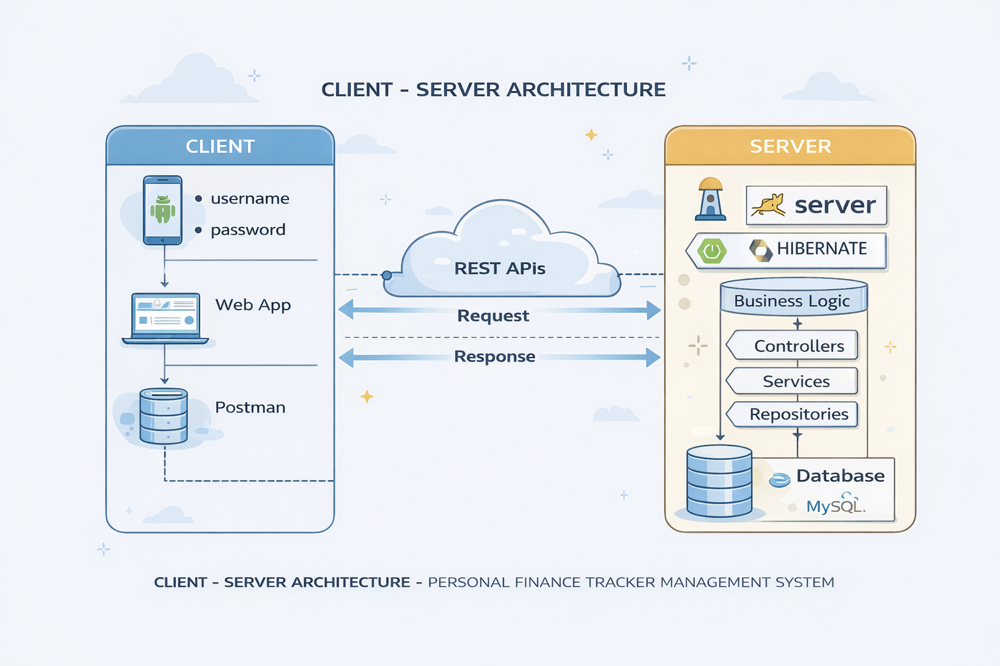 CLIENT - SERVER ARCHITECTURE
CLIENT
• username
• password
Web App
Postman
REST APis
Request
Response
SERVER
server
HIBERNATE
Business Logic
Controllers
Services
Repositories
Database
MySQL.
CLIENT - SERVER ARCHITECTURE - PERSONAL FINANCE TRACKER MANAGEMENT SYSTEM